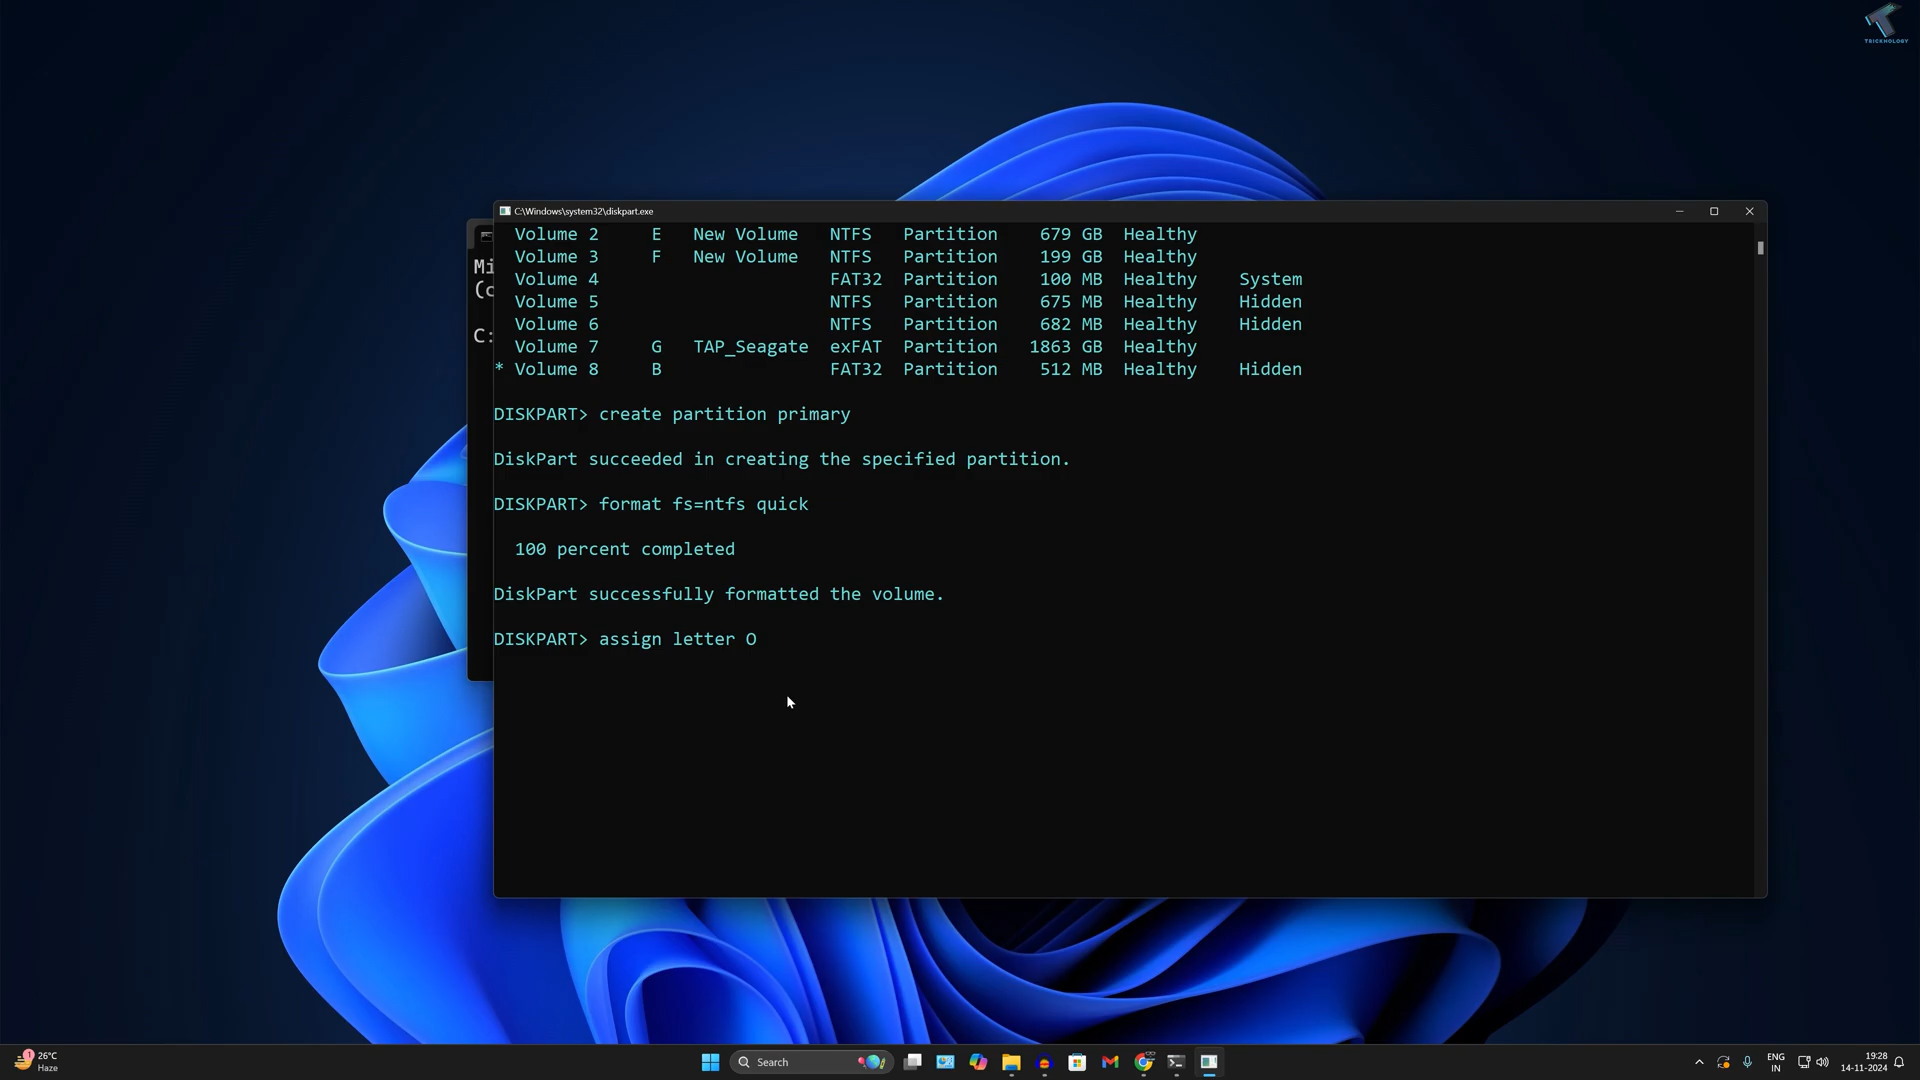 TRICKNOLOGY
C:\Windows\system32\diskpart.exe
Volume 2 E New Volume NTFS Partition 679 GB Healthy
Volume 3 F New Volume NTFS Partition 199 GB Healthy
Volume 4 FAT32 Partition 100 MB Healthy System
Volume 5 NTFS Partition 675 MB Healthy Hidden
Volume 6 NTFS Partition 682 MB Healthy Hidden
Volume 7 G TAP_Seagate exFAT Partition 1863 GB Healthy
* Volume 8 B FAT32 Partition 512 MB Healthy Hidden
DISKPART> create partition primary
DiskPart succeeded in creating the specified partition.
DISKPART> format fs=ntfs quick
100 percent completed
DiskPart successfully formatted the volume.
DISKPART> assign letter O
Mi
(c
C:
1 26°C
Haze
Search
ENG
IN
19:28
14-11-2024